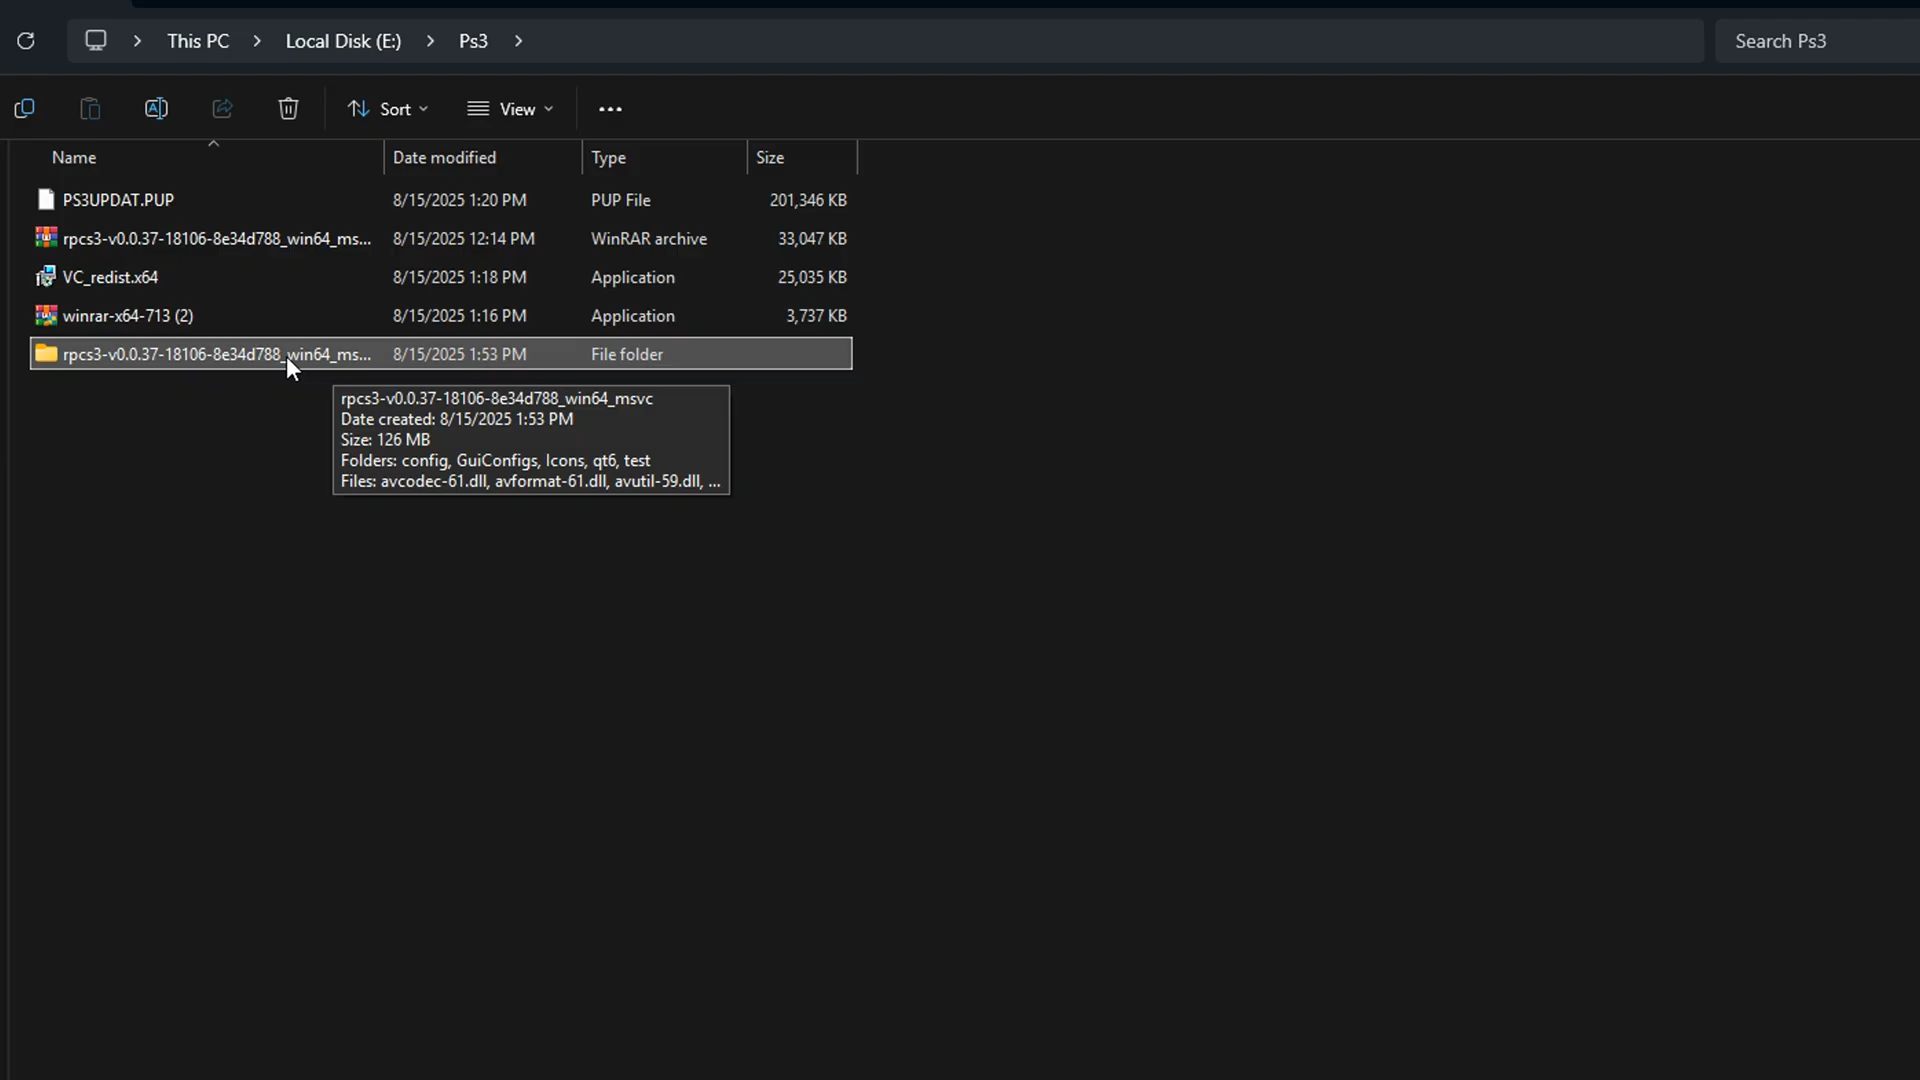 This PC > Local Disk (E:) > Ps3 >
Search Ps3
Sort
View
Name Date modified Type Size
PS3UPDAT.PUP 8/15/2025 1:20 PM PUP File 201,346 KB
rpcs3-v0.0.37-18106-8e34d788_win64_ms... 8/15/2025 12:14 PM WinRAR archive 33,047 KB
VC_redist.x64 8/15/2025 1:18 PM Application 25,035 KB
winrar-x64-713 (2) 8/15/2025 1:16 PM Application 3,737 KB
rpcs3-v0.0.37-18106-8e34d788_win64_ms... 8/15/2025 1:53 PM File folder
rpcs3-v0.0.37-18106-8e34d788_win64_msvc
Date created: 8/15/2025 1:53 PM
Size: 126 MB
Folders: config, GuiConfigs, Icons, qt6, test
Files: avcodec-61.dll, avformat-61.dll, avutil-59.dll, ...